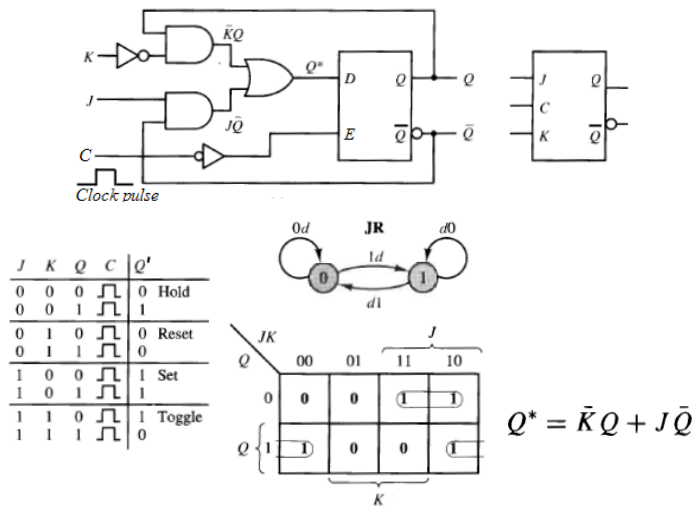 K̄Q
K
Q*
D
Q
Q
J
Q
J
C
JQ̄
E
Q̄
Q̄
K
Q̄
C
Clock pulse
JR
0d
d0
1d
0
1
d1
J K Q C Q'
0 0 0 0 Hold
0 0 1 1
0 1 0 0 Reset
0 1 1 0
1 0 0 1 Set
1 0 1 1
1 1 0 1 Toggle
1 1 1 0
J
JK
Q
00 01 11 10
0 0 0 1 1
Q 1 1 0 0 1
K
Q* = K̄Q + JQ̄